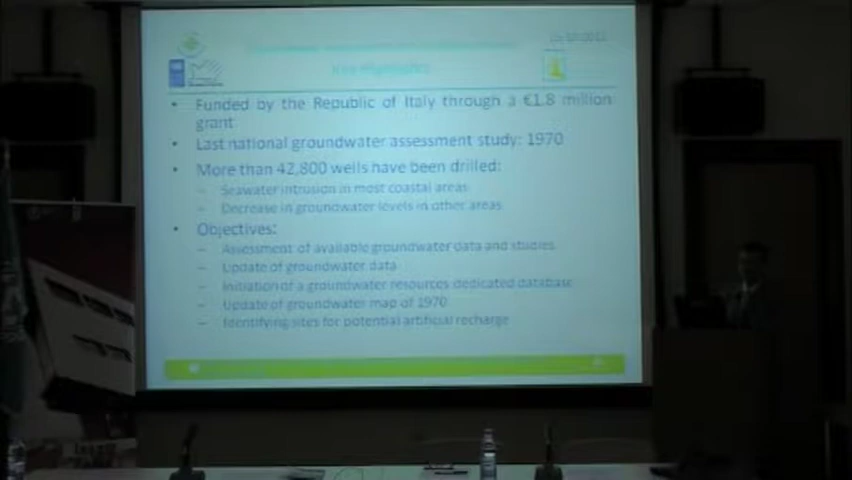 Key Highlights
• Funded by the Republic of Italy through a €1.8 million
grant
• Last national groundwater assessment study: 1970
• More than 42,800 wells have been drilled:
– Seawater intrusion in most coastal areas
– Decrease in groundwater levels in other areas
• Objectives:
– Assessment of available groundwater data and studies
– Update of groundwater data
– Initiation of a groundwater resources dedicated database
– Update of groundwater map of 1970
– Identifying sites for potential artificial recharge